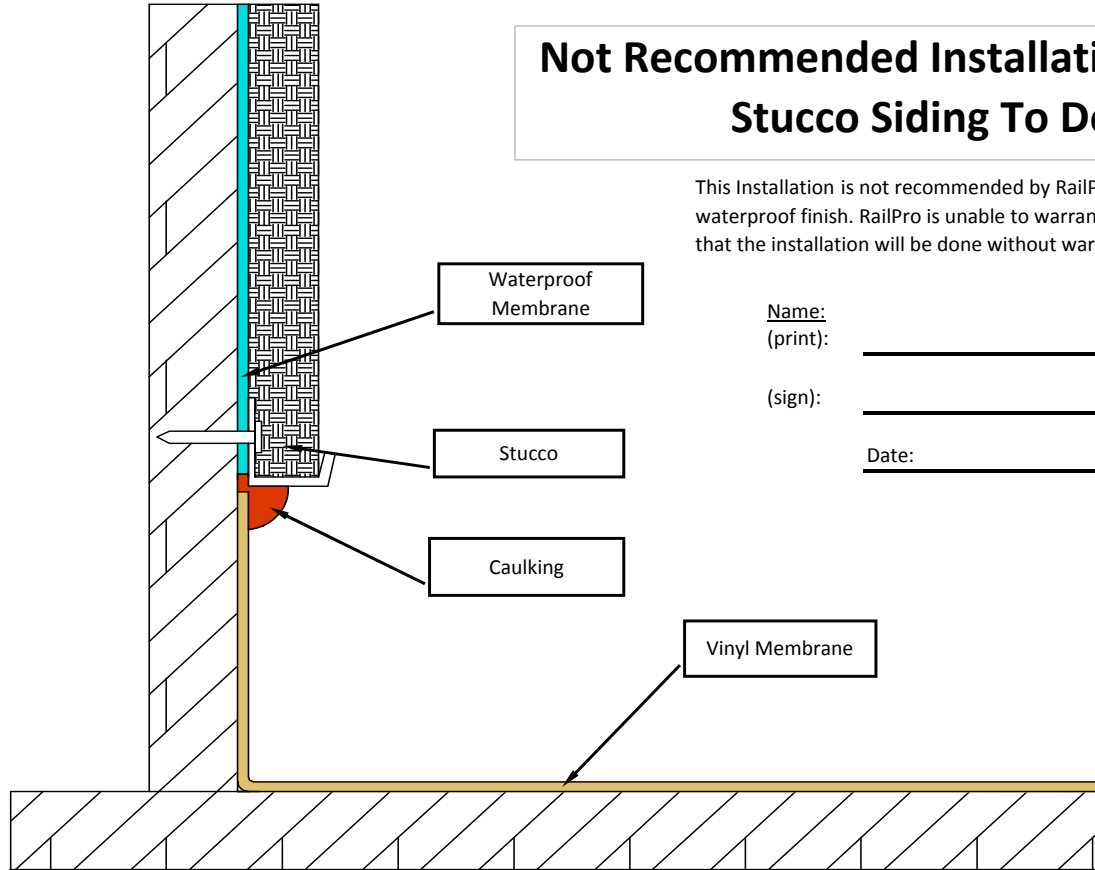 Not Recommended Installati
Stucco Siding To De
This Installation is not recommended by RailP
waterproof finish. RailPro is unable to warran
that the installation will be done without war
Waterproof
Membrane
Name:
(print):
(sign):
Stucco
Date:
Caulking
Vinyl Membrane